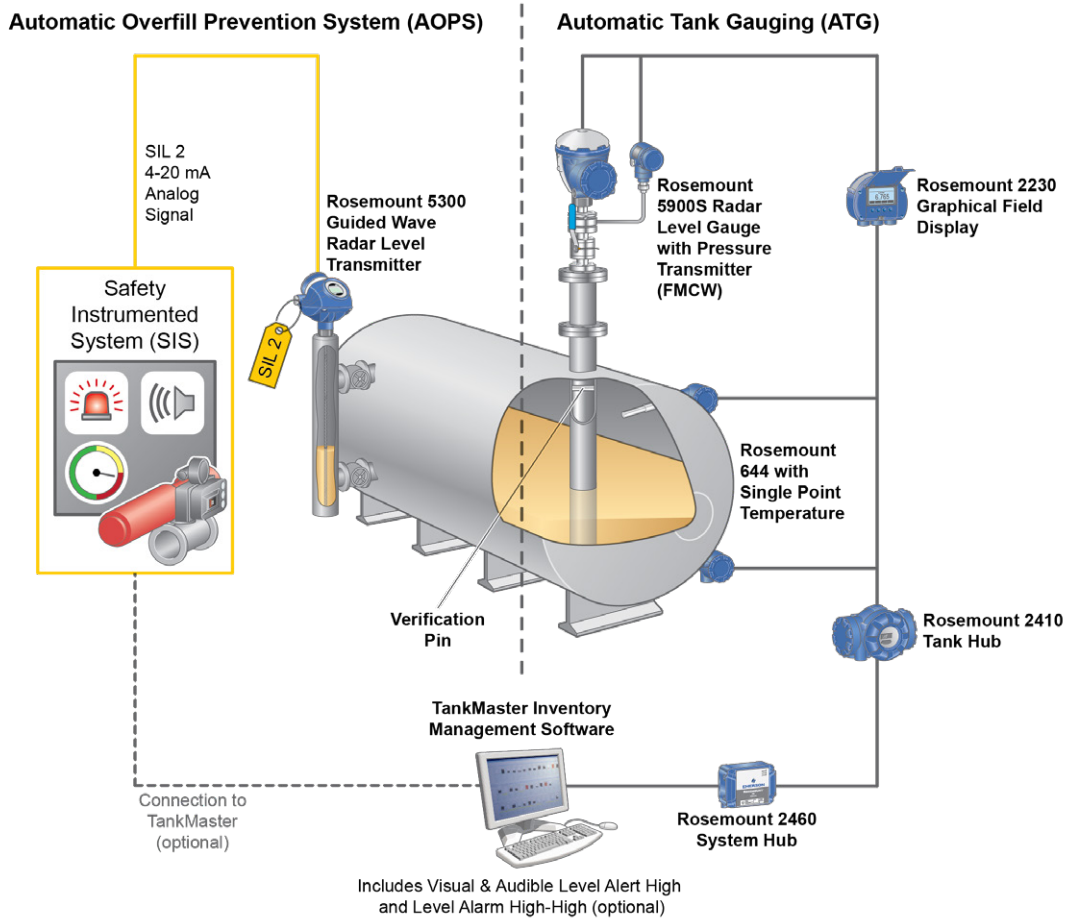 Automatic Overfill Prevention System (AOPS)
Automatic Tank Gauging (ATG)
SIL 2
4-20 mA
Analog
Signal
Rosemount 5300
Guided Wave
Radar Level
Transmitter
Rosemount
5900S Radar
Level Gauge
with Pressure
Transmitter
(FMCW)
Rosemount 2230
Graphical Field
Display
Safety
Instrumented
System (SIS)
SIL 2
Rosemount
644 with
Single Point
Temperature
Verification
Pin
Rosemount 2410
Tank Hub
TankMaster Inventory
Management Software
Connection to
TankMaster
(optional)
EMERSON
Rosemount 2460
System Hub
Includes Visual & Audible Level Alert High
and Level Alarm High-High (optional)